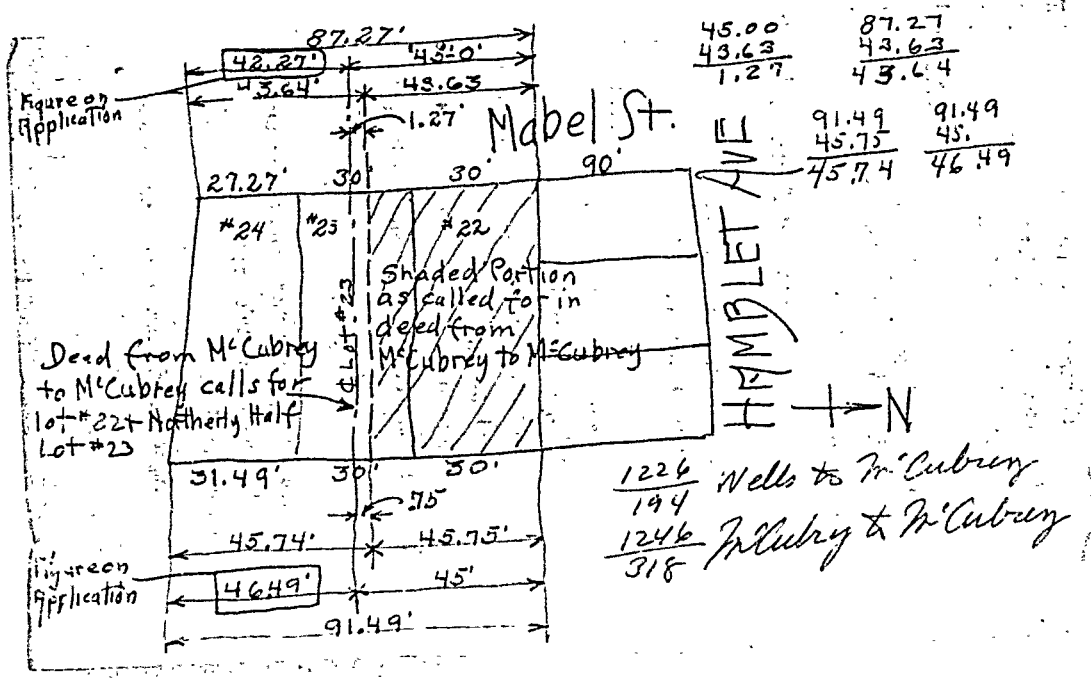 87.27'
42.27'
45'-0'
43.64'
43.63
Figure on
Application
1.27'
Mabel St.
45.00
43.63
1.27
87.27
43.63
43.64
91.49
45.75
45.74
91.49
45.
46.49
27.27'
30'
30'
90'
#24
#23
#22
HAMBLET AVE
¢ Lot #23
Shaded Portion
as called for in
deed from
McCubrey to McCubrey
Deed from McCubrey
to McCubrey calls for
lot #22 + Northerly Half
Lot #23
N
31.49'
30'
30'
.75
1226
194
Wells to McCubrey
1246
318
McCubry to McCubrey
45.74'
45.75'
Figure on
Application
46.49'
45'
91.49'